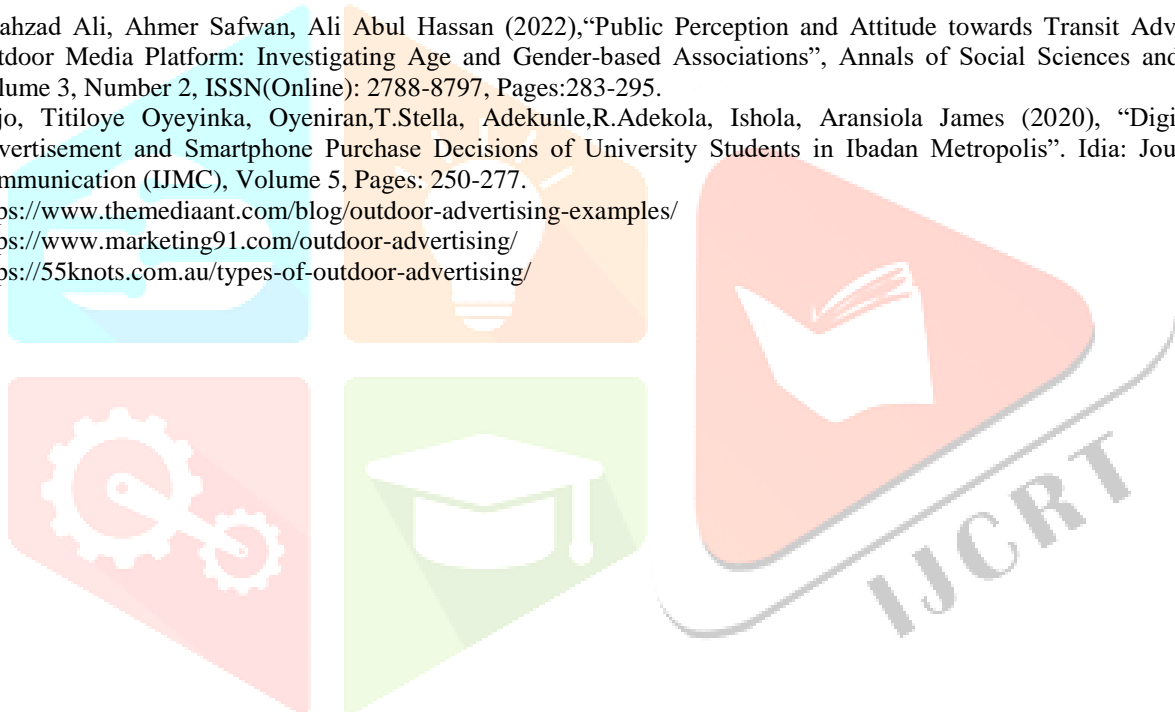 ahzad Ali, Ahmer Safwan, Ali Abul Hassan (2022),“Public Perception and Attitude towards Transit Adv
tdoor Media Platform: Investigating Age and Gender-based Associations”, Annals of Social Sciences and
lume 3, Number 2, ISSN(Online): 2788-8797, Pages:283-295.
jo, Titiloye Oyeyinka, Oyeniran,T.Stella, Adekunle,R.Adekola, Ishola, Aransiola James (2020), “Digi
vertisement and Smartphone Purchase Decisions of University Students in Ibadan Metropolis”. Idia: Jou
mmunication (IJMC), Volume 5, Pages: 250-277.
ps://www.themediaant.com/blog/outdoor-advertising-examples/
ps://www.marketing91.com/outdoor-advertising/
ps://55knots.com.au/types-of-outdoor-advertising/
IJCRT